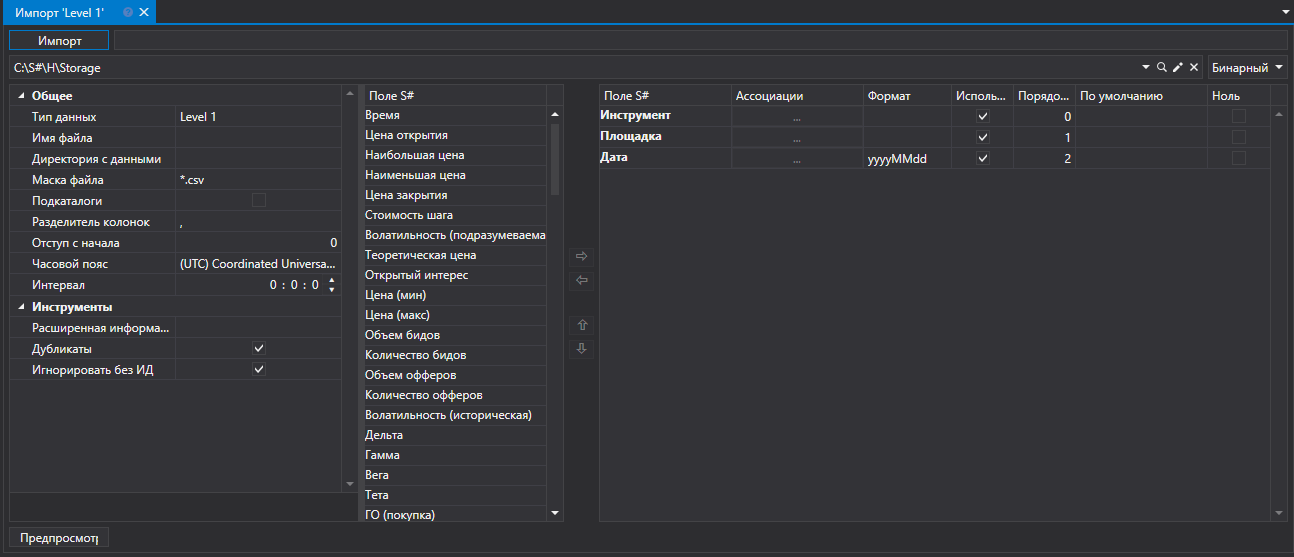 Импорт 'Level 1'
Импорт
C:\S#\H\Storage
Бинарный
Общее
Тип данных Level 1
Имя файла
Директория с данными
Маска файла *.csv
Подкаталоги
Разделитель колонок ,
Отступ с начала 0
Часовой пояс (UTC) Coordinated Universa...
Интервал 0 : 0 : 0
Инструменты
Расширенная информа...
Дубликаты
Игнорировать без ИД
Поле S#
Время
Цена открытия
Наибольшая цена
Наименьшая цена
Цена закрытия
Стоимость шага
Волатильность (подразумеваема
Теоретическая цена
Открытый интерес
Цена (мин)
Цена (макс)
Объем бидов
Количество бидов
Объем офферов
Количество офферов
Волатильность (историческая)
Дельта
Гамма
Вега
Тета
ГО (покупка)
Поле S# Ассоциации Формат Исполь... Порядо... По умолчанию Ноль
Инструмент ... 0
Площадка ... 1
Дата ... yyyyMMdd 2
Предпросмотр